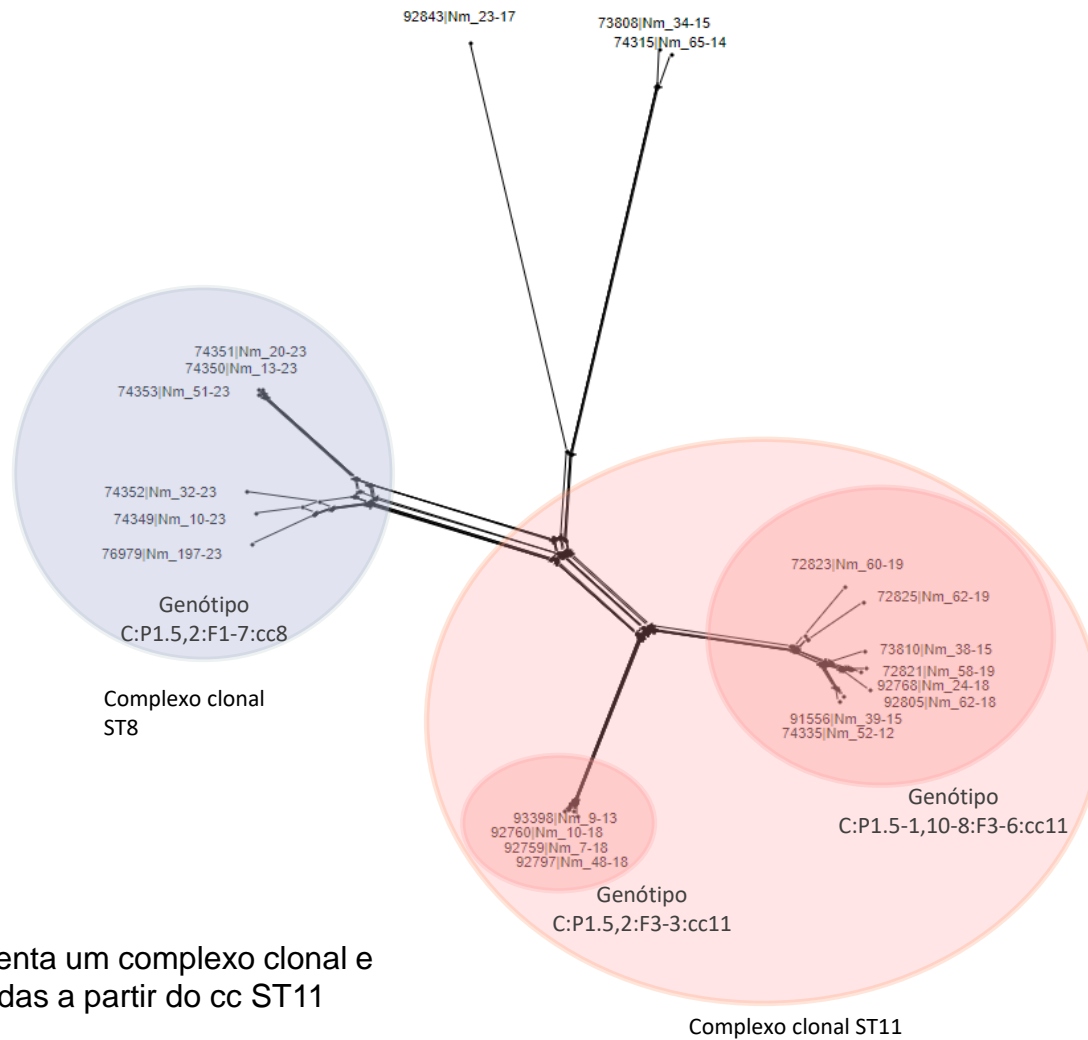 92843|Nm_23-17
73808|Nm_34-15
74315|Nm_65-14
74351|Nm_20-23
74350|Nm_13-23
74353|Nm_51-23
74352|Nm_32-23
74349|Nm_10-23
76979|Nm_197-23
Genótipo
C:P1.5,2:F1-7:cc8
Complexo clonal
ST8
72823|Nm_60-19
72825|Nm_62-19
73810|Nm_38-15
72821|Nm_58-19
92768|Nm_24-18
92805|Nm_62-18
91556|Nm_39-15
74335|Nm_52-12
Genótipo
C:P1.5-1,10-8:F3-6:cc11
93398|Nm_9-13
92760|Nm_10-18
92759|Nm_7-18
92797|Nm_48-18
Genótipo
C:P1.5,2:F3-3:cc11
enta um complexo clonal e
das a partir do cc ST11
Complexo clonal ST11